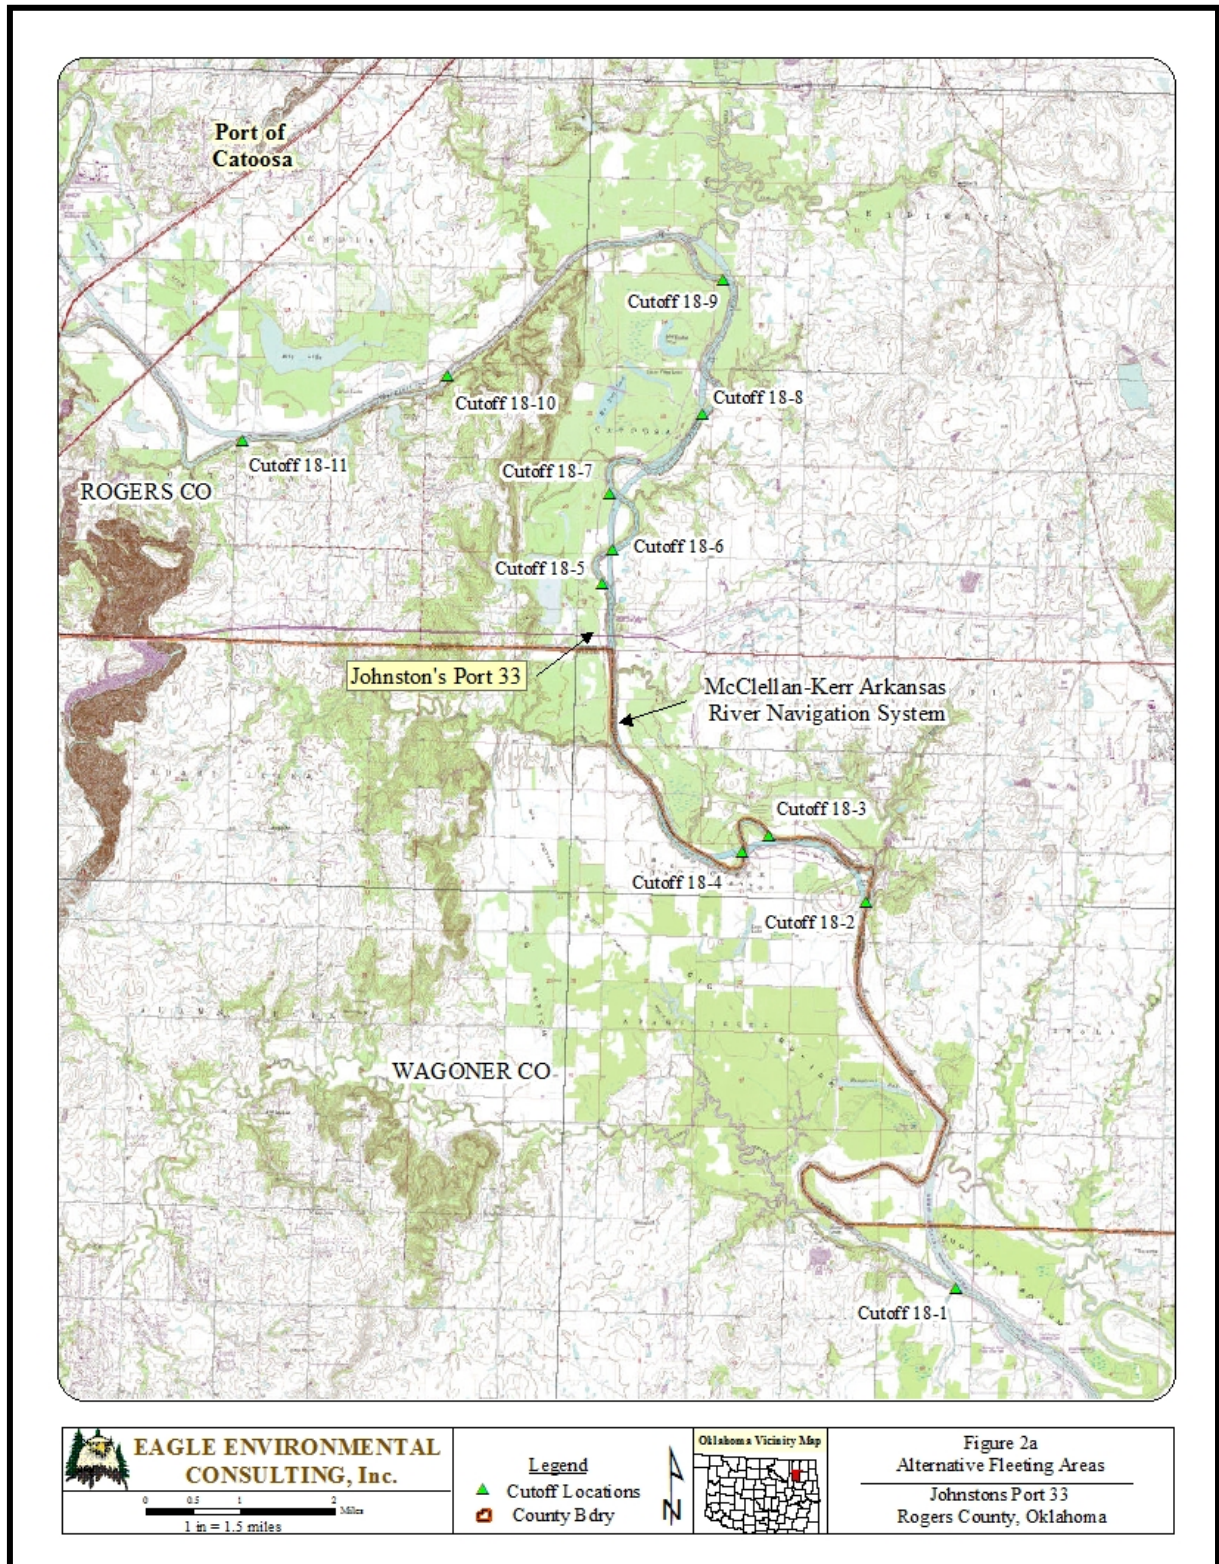 Port of
Catoosa
Cutoff 18-9
Cutoff 18-8
Cutoff 18-10
Cutoff 18-11
Cutoff 18-7
ROGERS CO
Cutoff 18-6
Cutoff 18-5
Johnston's Port 33
McClellan-Kerr Arkansas
River Navigation System
Cutoff 18-3
Cutoff 18-4
Cutoff 18-2
WAGONER CO
Cutoff 18-1
EAGLE ENVIRONMENTAL
CONSULTING, Inc.
0 0.5 1 2
Miles
1 in = 1.5 miles
Legend
Cutoff Locations
County Bdry
N
Oklahoma Vicinity Map
Figure 2a
Alternative Fleeting Areas
Johnstons Port 33
Rogers County, Oklahoma